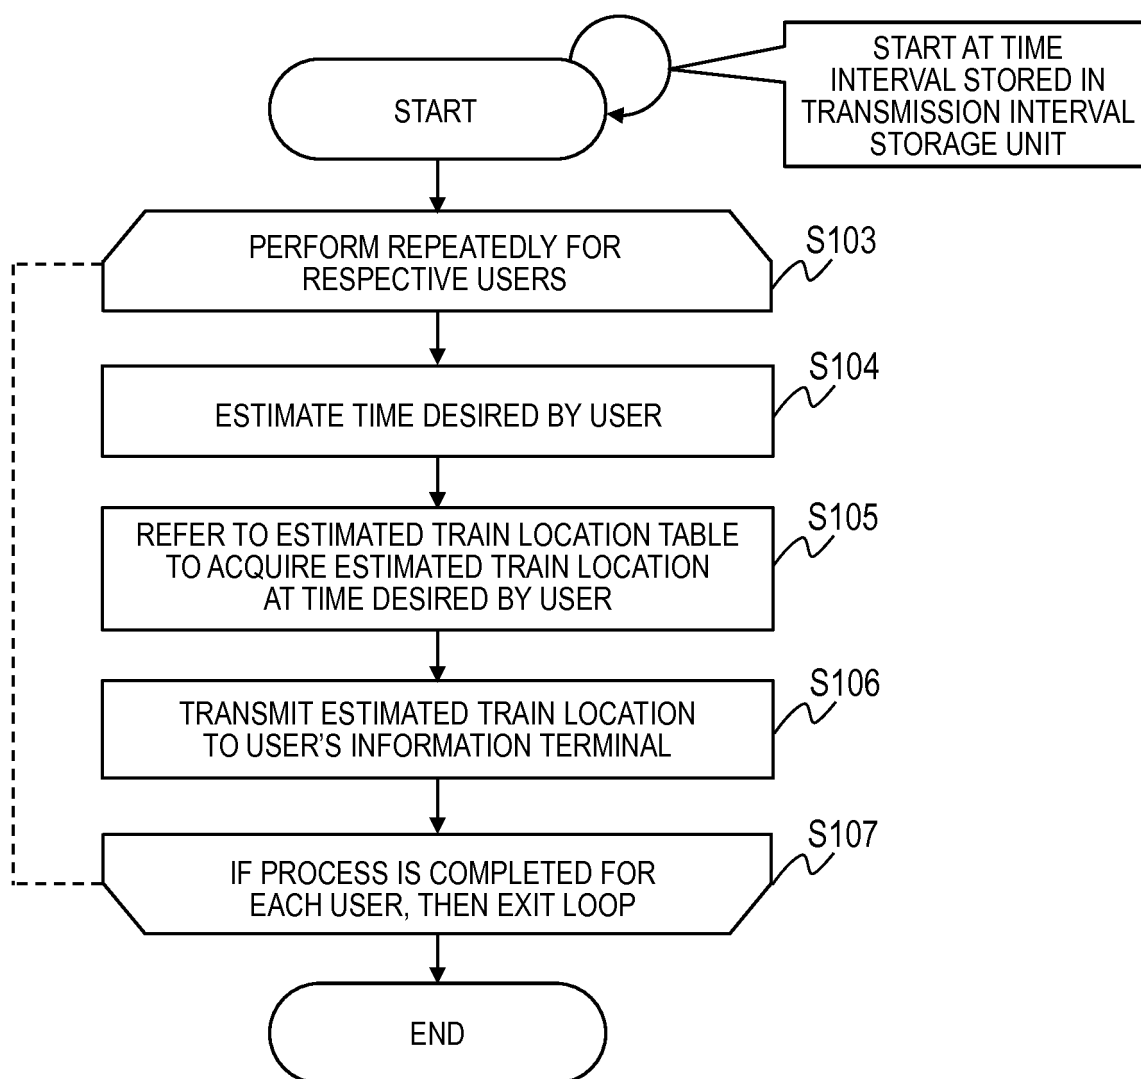 START
START AT TIME
INTERVAL STORED IN
TRANSMISSION INTERVAL
STORAGE UNIT
PERFORM REPEATEDLY FOR
RESPECTIVE USERS
S103
S104
ESTIMATE TIME DESIRED BY USER
S105
REFER TO ESTIMATED TRAIN LOCATION TABLE
TO ACQUIRE ESTIMATED TRAIN LOCATION
AT TIME DESIRED BY USER
S106
TRANSMIT ESTIMATED TRAIN LOCATION
TO USER'S INFORMATION TERMINAL
S107
IF PROCESS IS COMPLETED FOR
EACH USER, THEN EXIT LOOP
END